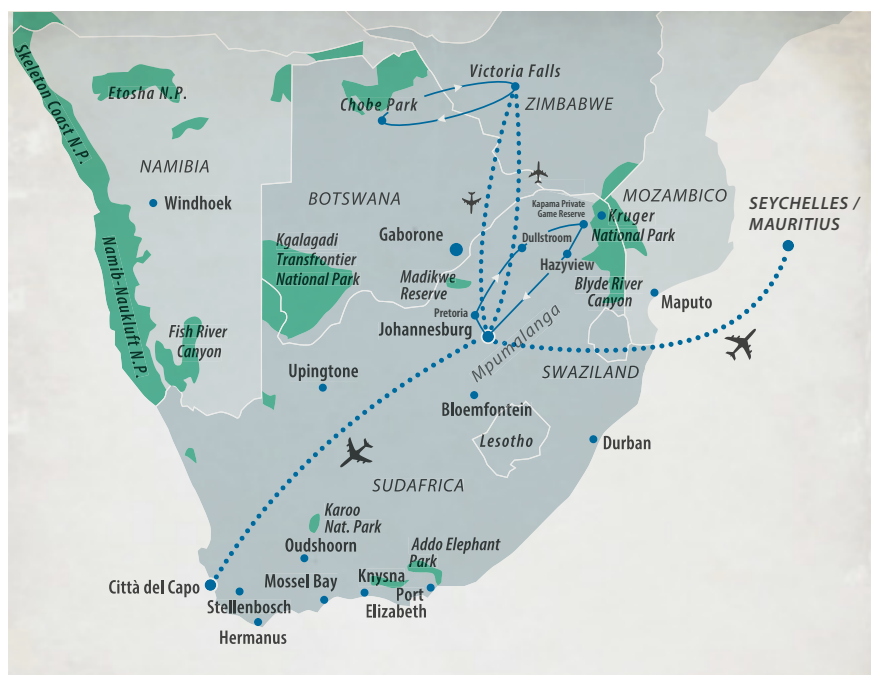 Skeleton Coast N.P.
Etosha N.P.
Victoria Falls
Chobe Park
ZIMBABWE
NAMIBIA
Windhoek
BOTSWANA
MOZAMBICO
SEYCHELLES /
MAURITIUS
Kapama Private
Game Reserve
Kruger
National Park
Gaborone
Dullstroom
Hazyview
Kgalagadi
Transfrontier
National Park
Madikwe
Reserve
Blyde River
Canyon
Maputo
Namib-Naukluft N.P.
Fish River
Canyon
Pretoria
Johannesburg
Mpumalanga
SWAZILAND
Upingtone
Bloemfontein
Lesotho
Durban
SUDAFRICA
Karoo
Nat. Park
Oudshoorn
Addo Elephant
Park
Città del Capo
Mossel Bay
Knysna
Port
Elizabeth
Stellenbosch
Hermanus